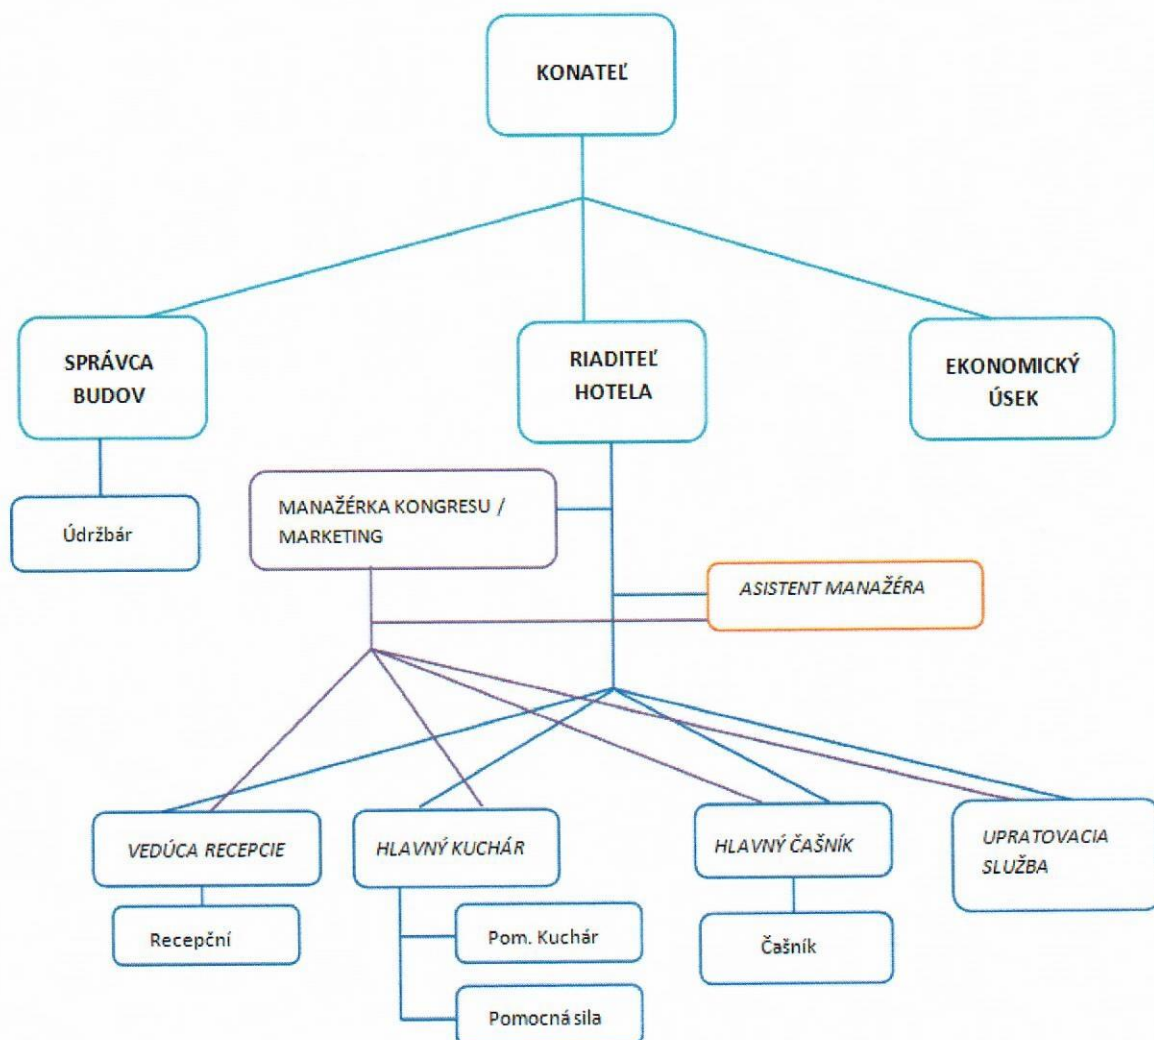 KONATEĽ
SPRÁVCA
BUDOV
RIADITEĽ
HOTELA
EKONOMICKÝ
ÚSEK
Údržbár
MANAŽÉRKA KONGRESU /
MARKETING
ASISTENT MANAŽÉRA
VEDÚCA RECEPCIE
HLAVNÝ KUCHÁR
HLAVNÝ ČAŠNÍK
UPRATOVACIA
SLUŽBA
Recepční
Pom. Kuchár
Čašník
Pomocná sila